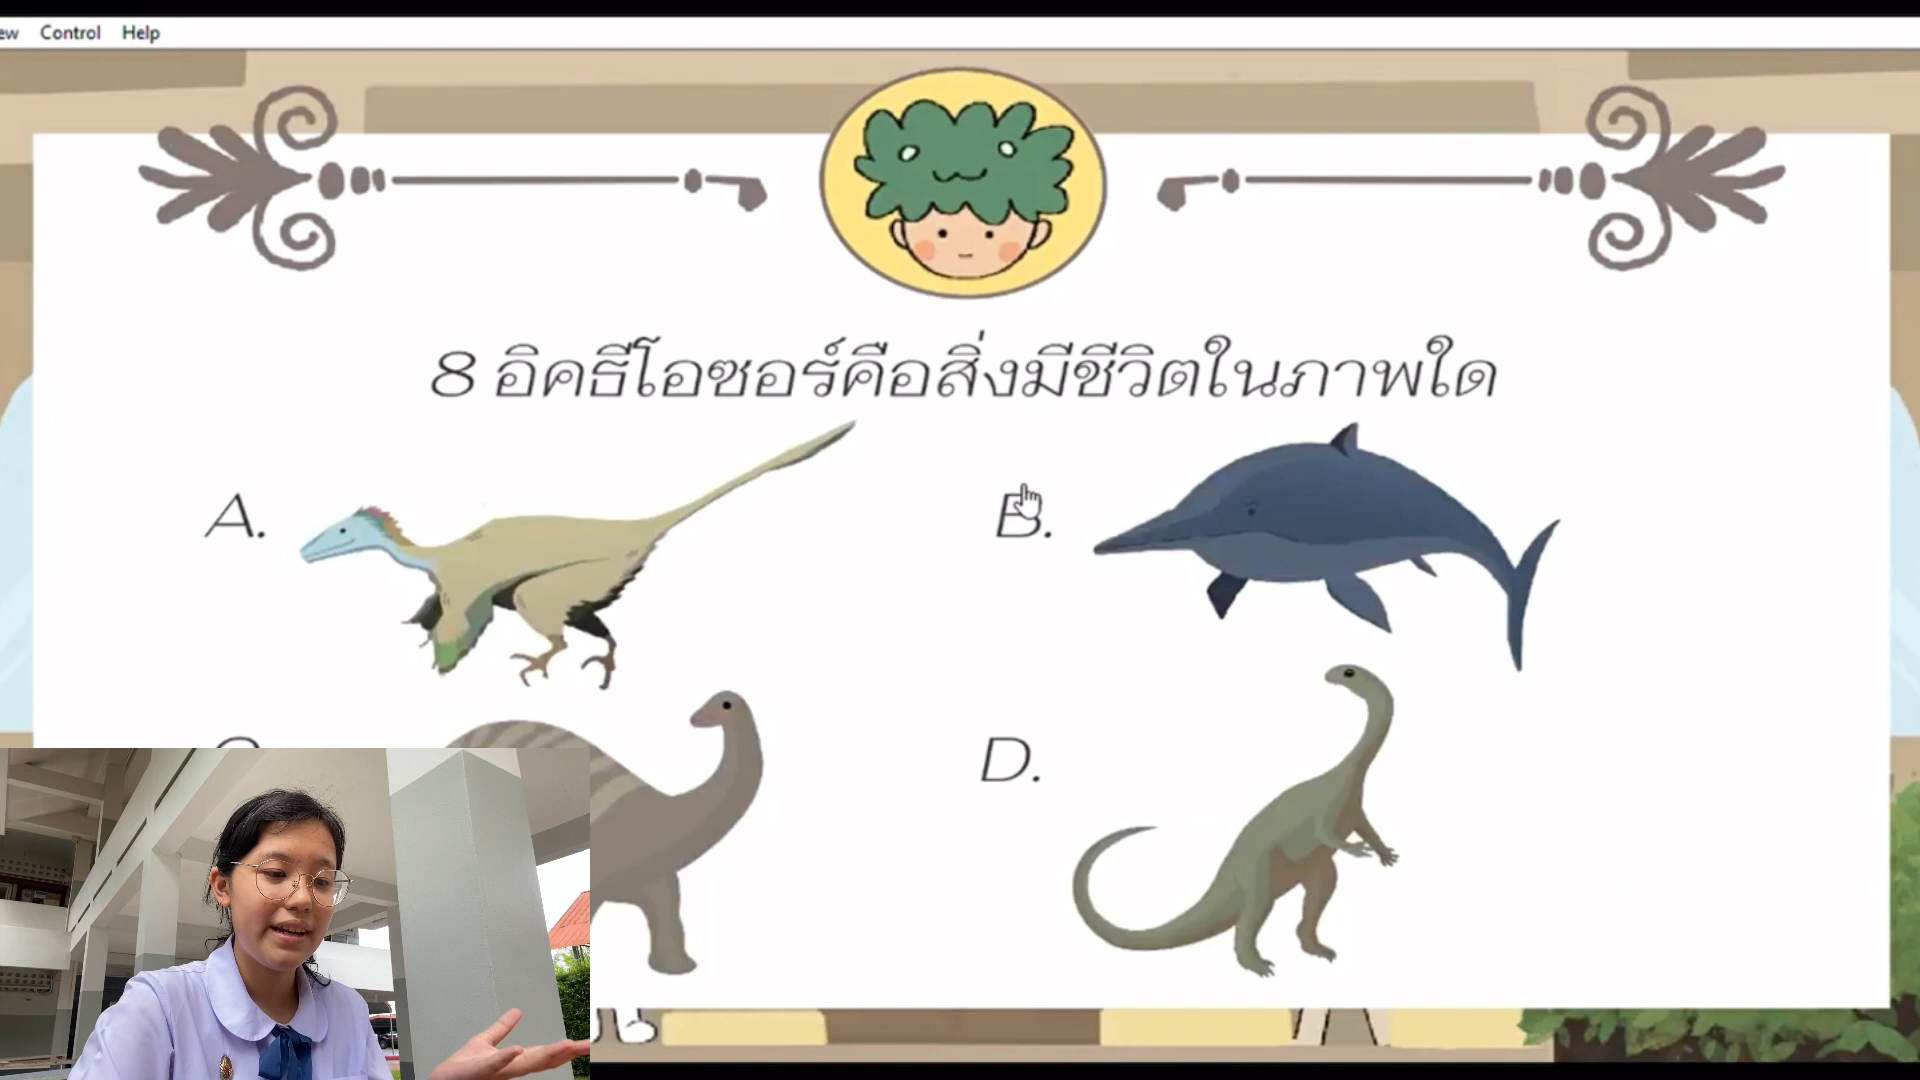 Control Help
8 อิคธีโอซอร์คือสิ่งมีชีวิตในภาพใด
A.
B.
D.